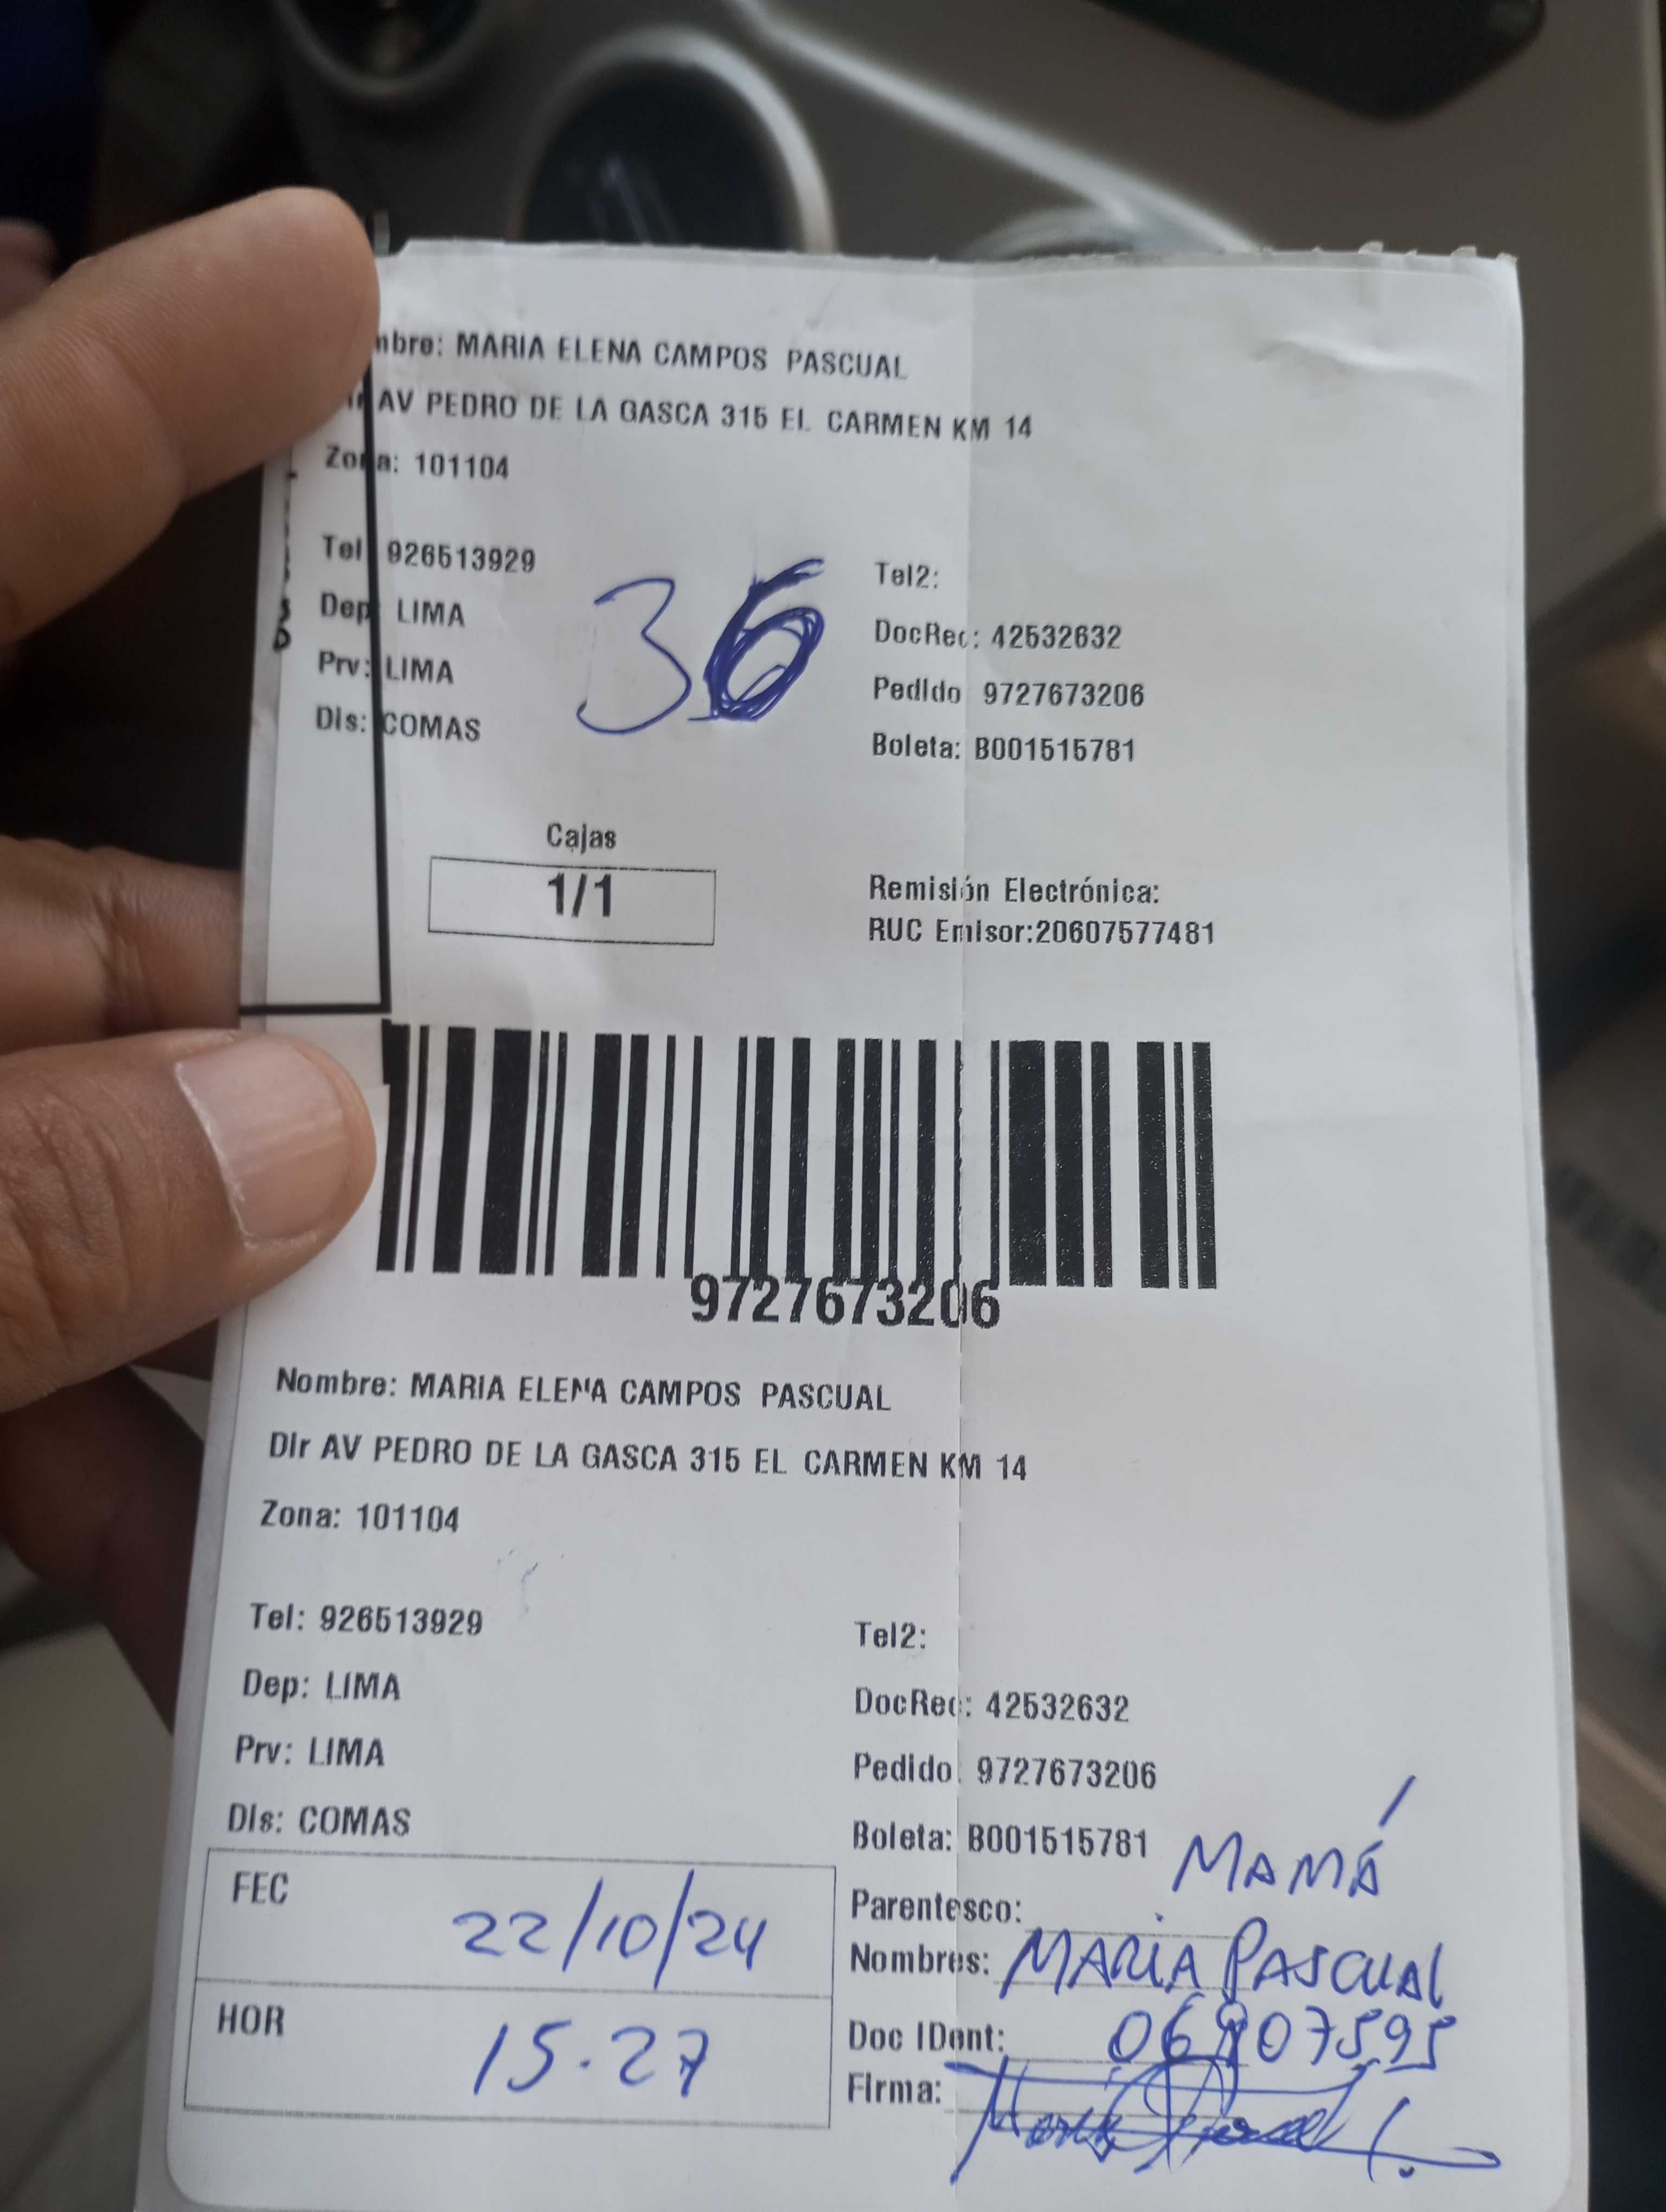 mbre: MARIA ELENA CAMPOS PASCUAL
AV PEDRO DE LA GASCA 315 EL CARMEN KM 14
Zona: 101104
Tel 926513929
Tel2:
Dep LIMA
36
DocRec: 42532632
Prv: LIMA
Pedido 9727673206
Dis: COMAS
Boleta: B001515781
Cajas
1/1
Remisión Electrónica:
RUC Emisor:20607577481
9727673206
Nombre: MARIA ELENA CAMPOS PASCUAL
Dir AV PEDRO DE LA GASCA 315 EL CARMEN KM 14
Zona: 101104
Tel: 926513929
Tel2:
Dep: LIMA
DocRec: 42532632
Prv: LIMA
Pedido: 9727673206
Dis: COMAS
Boleta: B001515781
FEC 22/10/24
Parentesco: MAMÁ
Nombres: MARIA PASCUAL
HOR 15.27
Doc IDent:
Firma: